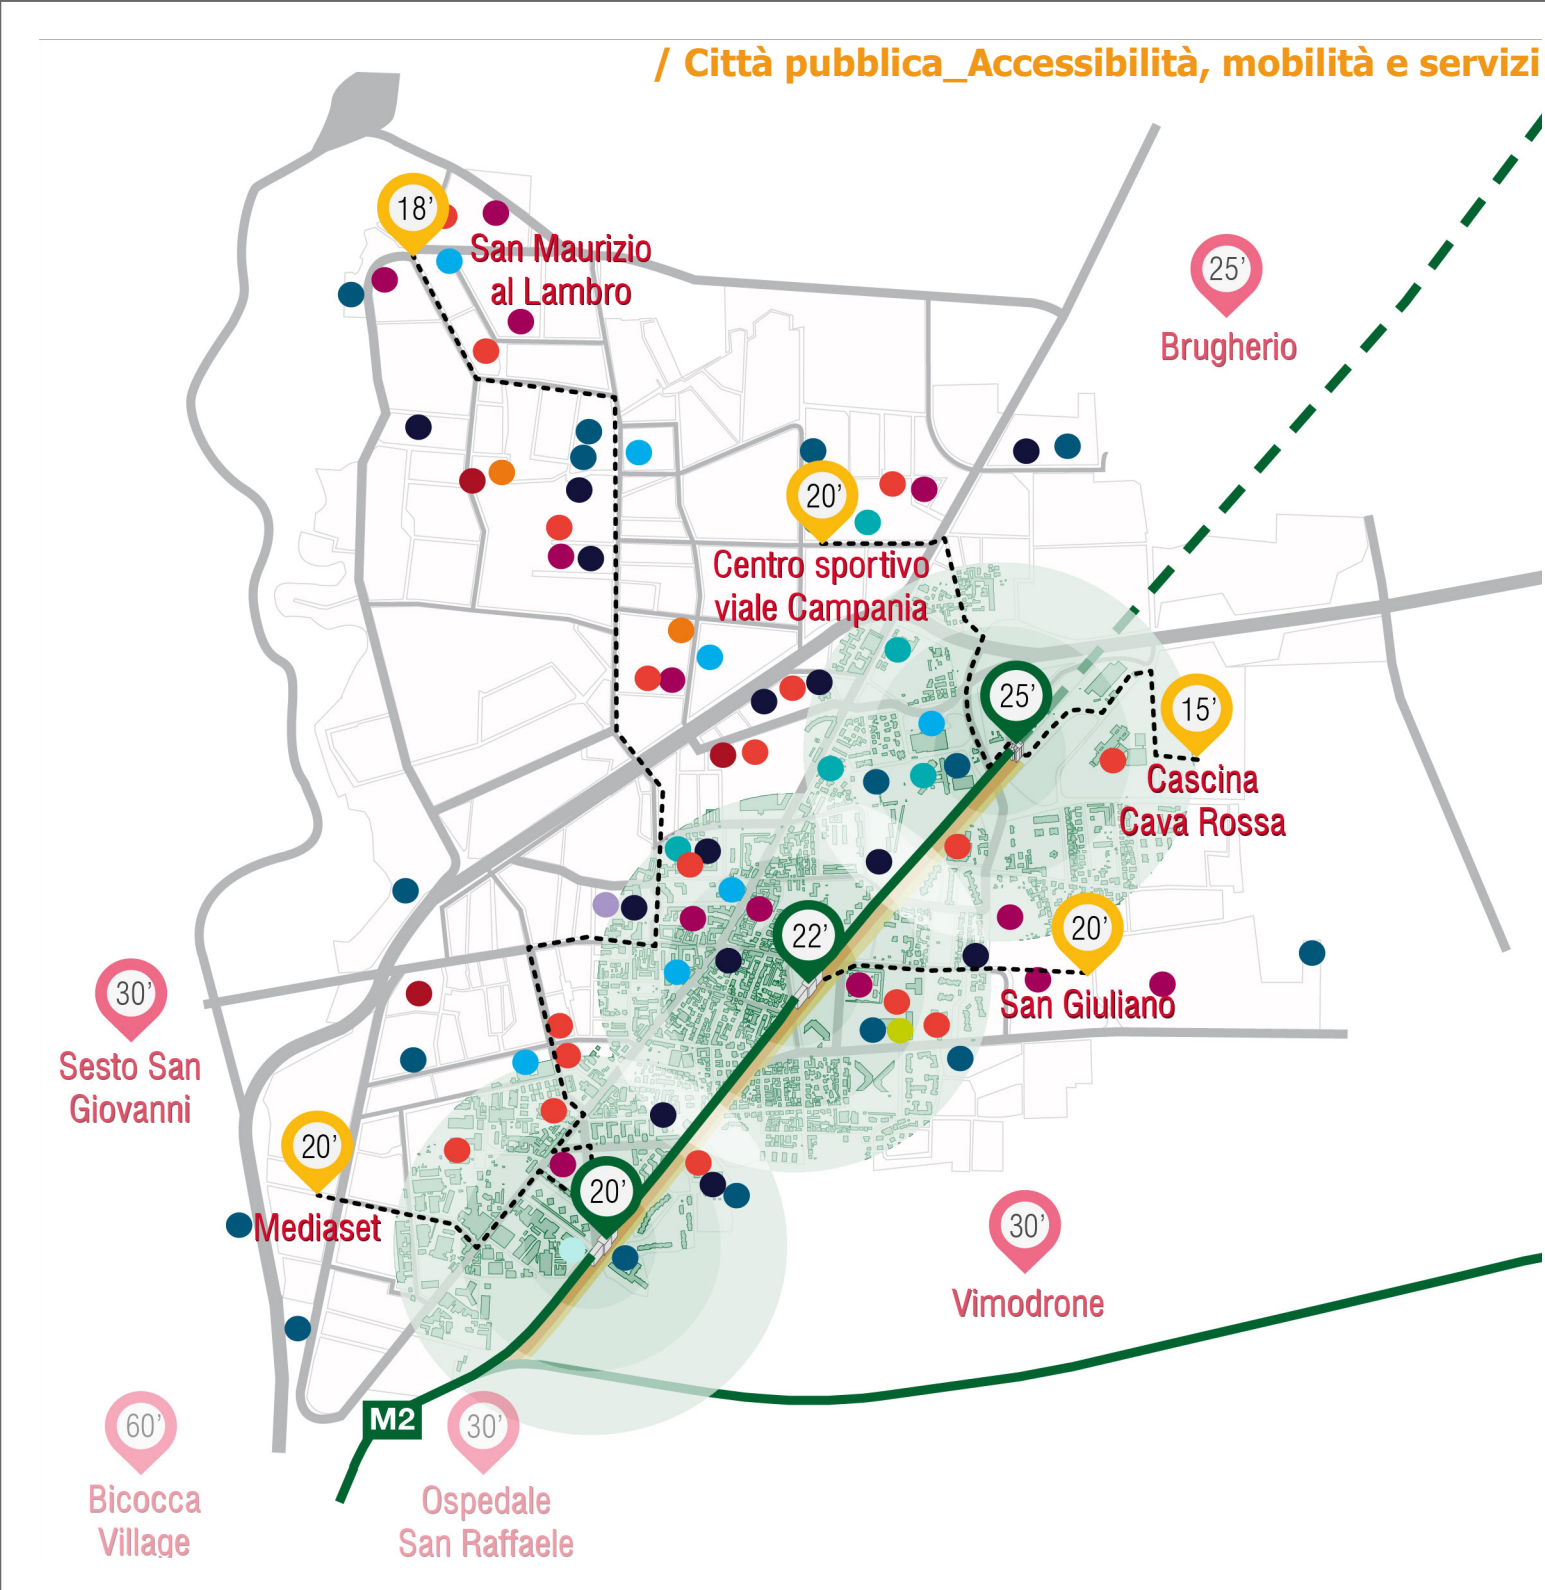 / Città pubblica_Accessibilità, mobilità e servizi
18’
San Maurizio
al Lambro
25’
Brugherio
20’
Centro sportivo
viale Campania
25’
15’
Cascina
Cava Rossa
22’
20’
San Giuliano
30’
Sesto San
Giovanni
20’
Mediaset
20’
30’
Vimodrone
M2
60’
Bicocca
Village
30’
Ospedale
San Raffaele